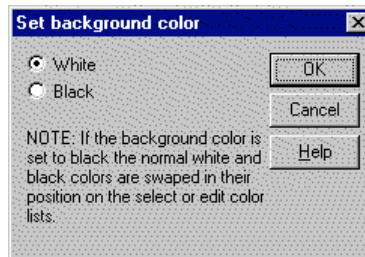 Set background color
White
Black
OK
Cancel
Help
NOTE: If the background color is
set to black the normal white and
black colors are swaped in their
position on the select or edit color
lists.